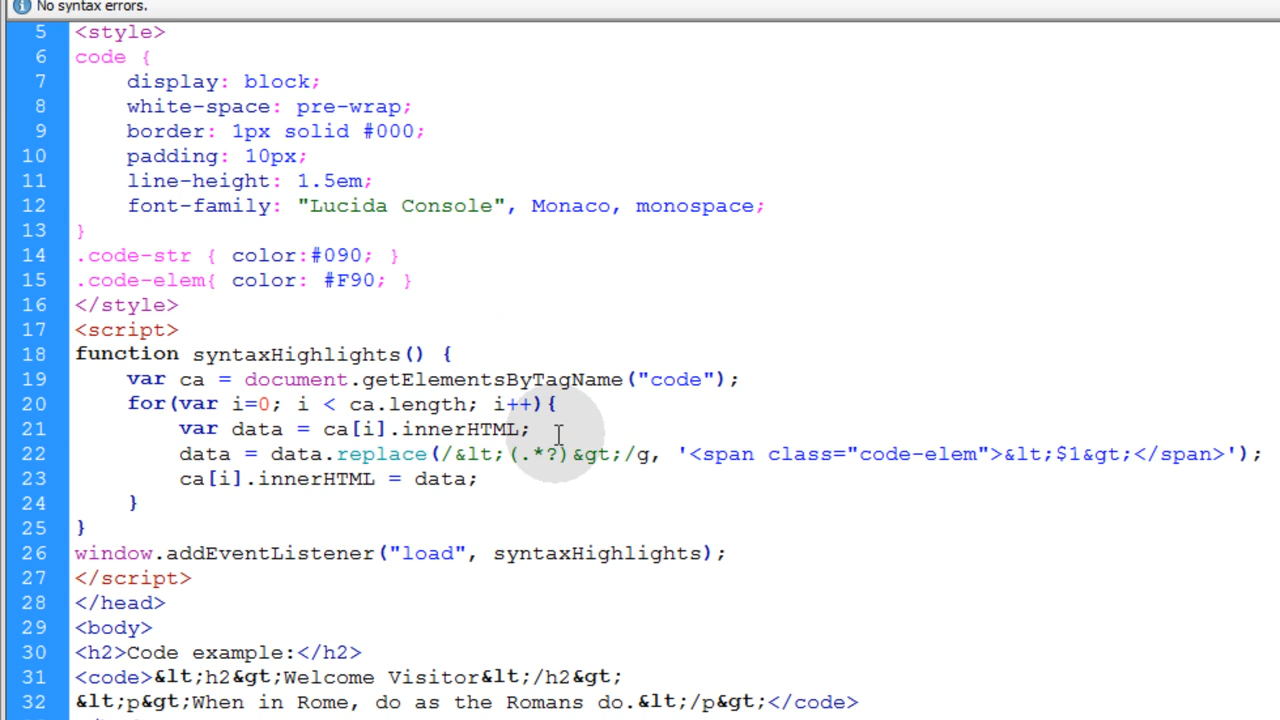 No syntax errors.
5 <style>
6 code {
7 display: block;
8 white-space: pre-wrap;
9 border: 1px solid #000;
10 padding: 10px;
11 line-height: 1.5em;
12 font-family: "Lucida Console", Monaco, monospace;
13 }
14 .code-str { color:#090; }
15 .code-elem{ color: #F90; }
16 </style>
17 <script>
18 function syntaxHighlights() {
19 var ca = document.getElementsByTagName("code");
20 for(var i=0; i < ca.length; i++){
21 var data = ca[i].innerHTML;
22 data = data.replace(/&lt;(.*?)&gt;/g, '<span class="code-elem">&lt;$1&gt;</span>');
23 ca[i].innerHTML = data;
24 }
25 }
26 window.addEventListener("load", syntaxHighlights);
27 </script>
28 </head>
29 <body>
30 <h2>Code example:</h2>
31 <code>&lt;h2&gt;Welcome Visitor&lt;/h2&gt;
32 &lt;p&gt;When in Rome, do as the Romans do.&lt;/p&gt;</code>